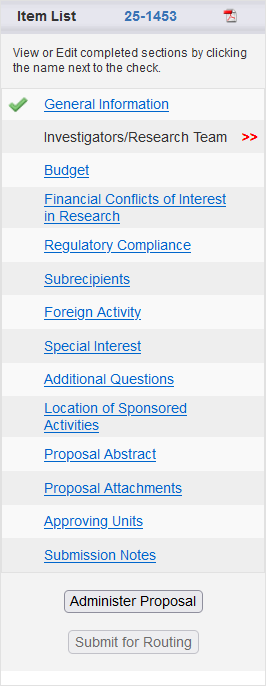 Item List 25-1453
View or Edit completed sections by clicking
the name next to the check.
General Information
Investigators/Research Team >>
Budget
Financial Conflicts of Interest
in Research
Regulatory Compliance
Subrecipients
Foreign Activity
Special Interest
Additional Questions
Location of Sponsored
Activities
Proposal Abstract
Proposal Attachments
Approving Units
Submission Notes
Administer Proposal
Submit for Routing